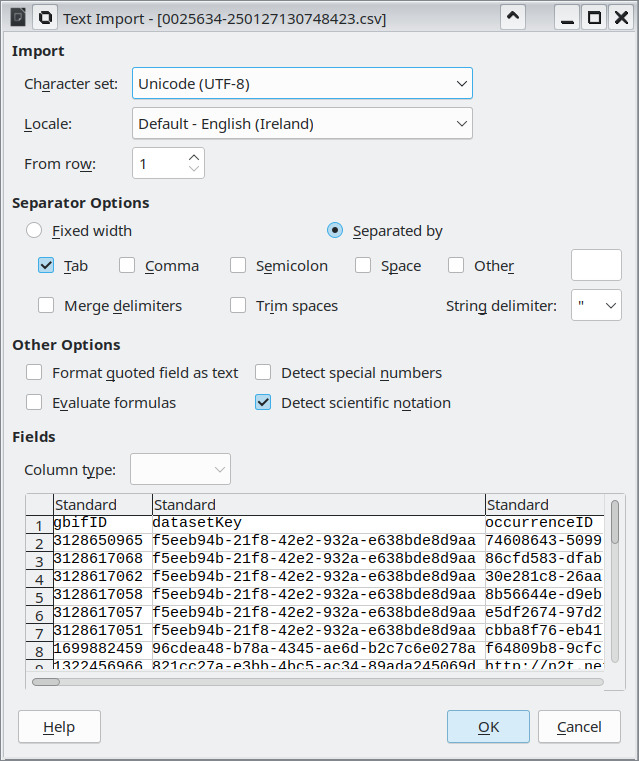 Text Import - [0025634-250127130748423.csv]
Import
Character set: Unicode (UTF-8)
Locale: Default - English (Ireland)
From row: 1
Separator Options
Fixed width Separated by
Tab Comma Semicolon Space Other
Merge delimiters Trim spaces String delimiter: "
Other Options
Format quoted field as text Detect special numbers
Evaluate formulas Detect scientific notation
Fields
Column type:
Standard Standard Standard
1 gbifID datasetKey occurrenceID
2 3128650965 f5eeb94b-21f8-42e2-932a-e638bde8d9aa 74608643-5099
3 3128617068 f5eeb94b-21f8-42e2-932a-e638bde8d9aa 86cfd583-dfab
4 3128617062 f5eeb94b-21f8-42e2-932a-e638bde8d9aa 30e281c8-26aa
5 3128617058 f5eeb94b-21f8-42e2-932a-e638bde8d9aa 8b56644e-d9eb
6 3128617057 f5eeb94b-21f8-42e2-932a-e638bde8d9aa e5df2674-97d2
7 3128617051 f5eeb94b-21f8-42e2-932a-e638bde8d9aa cbba8f76-eb41
8 1699882459 96cdea48-b78a-4345-ae6d-b2c7c6e0278a f64809b8-9cfc
9 1322456966 821cc27a-e3bb-4bc5-ac34-89ada245069d http://n2t.ne
Help OK Cancel